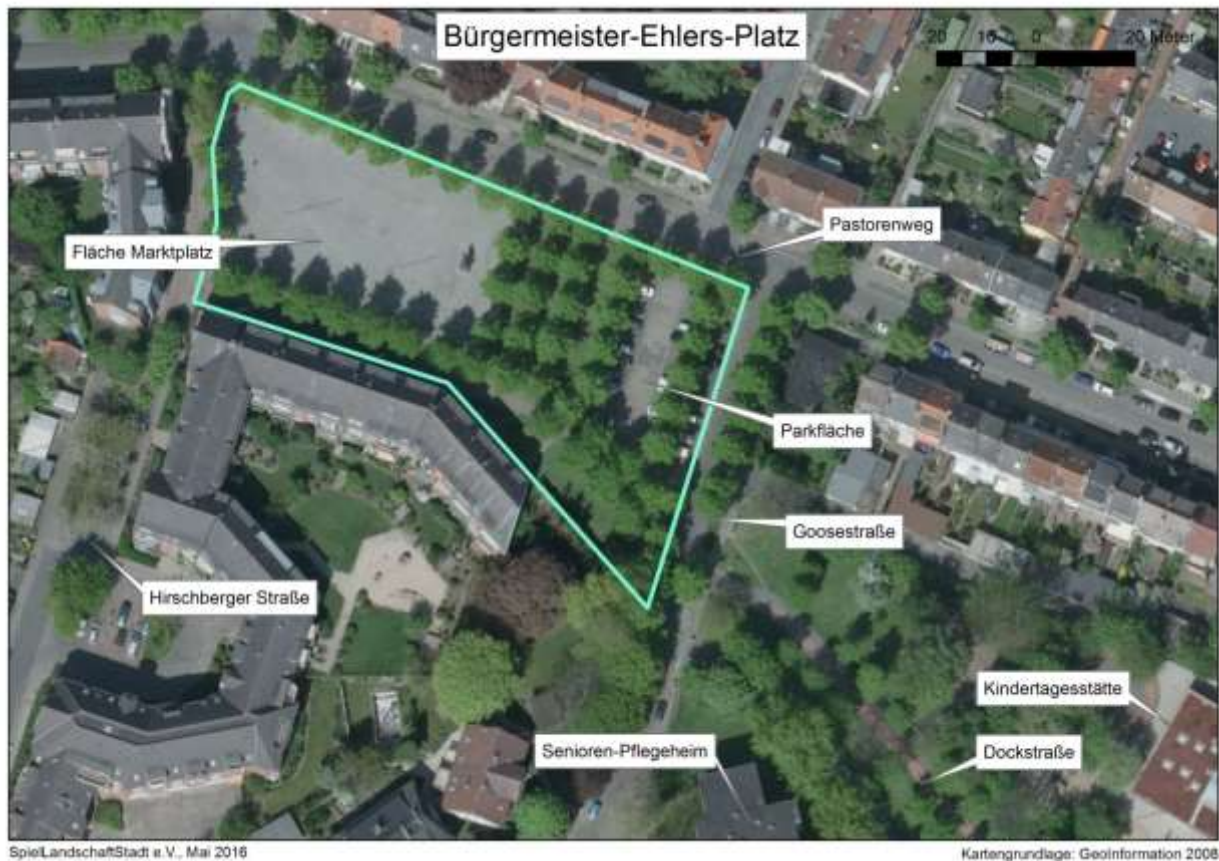 Bürgermeister-Ehlers-Platz
20 10 0 20 Meter
Pastorenweg
Fläche Marktplatz
Parkfläche
Goosestraße
Hirschberger Straße
Kindertagesstätte
Senioren-Pflegeheim
Dockstraße
SpielLandschaftStadt e.V., Mai 2016
Kartengrundlage: GeoInformation 2008